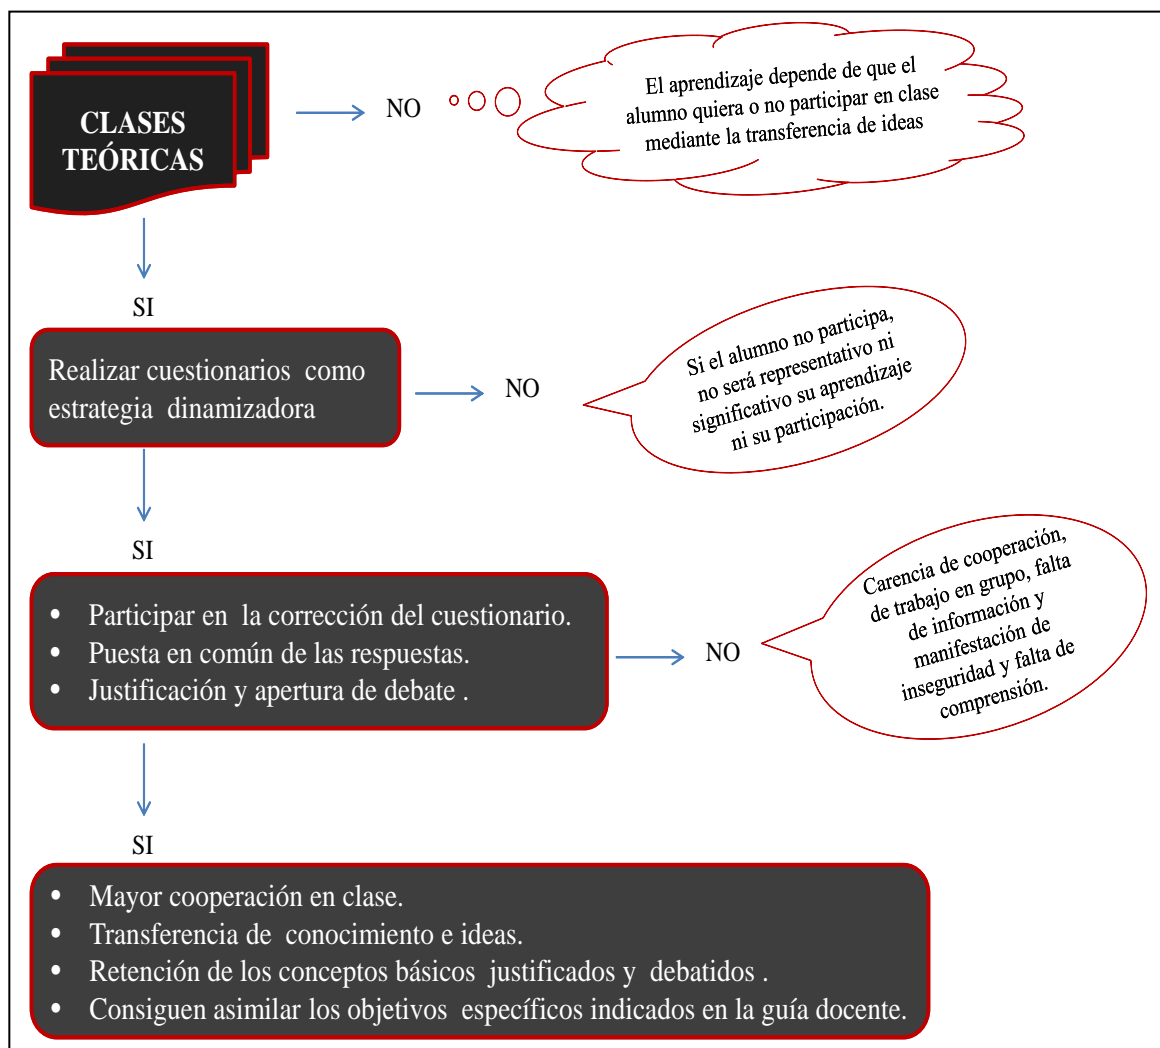 CLASES
TEÓRICAS
NO
El aprendizaje depende de que el
alumno quiera o no participar en clase
mediante la transferencia de ideas
SI
Realizar cuestionarios como
estrategia dinamizadora
NO
Si el alumno no participa,
no será representativo ni
significativo su aprendizaje
ni su participación.
SI
• Participar en la corrección del cuestionario.
• Puesta en común de las respuestas.
• Justificación y apertura de debate .
NO
Carencia de cooperación,
de trabajo en grupo, falta
de información y
manifestación de
inseguridad y falta de
comprensión.
SI
• Mayor cooperación en clase.
• Transferencia de conocimiento e ideas.
• Retención de los conceptos básicos justificados y debatidos .
• Consiguen asimilar los objetivos específicos indicados en la guía docente.